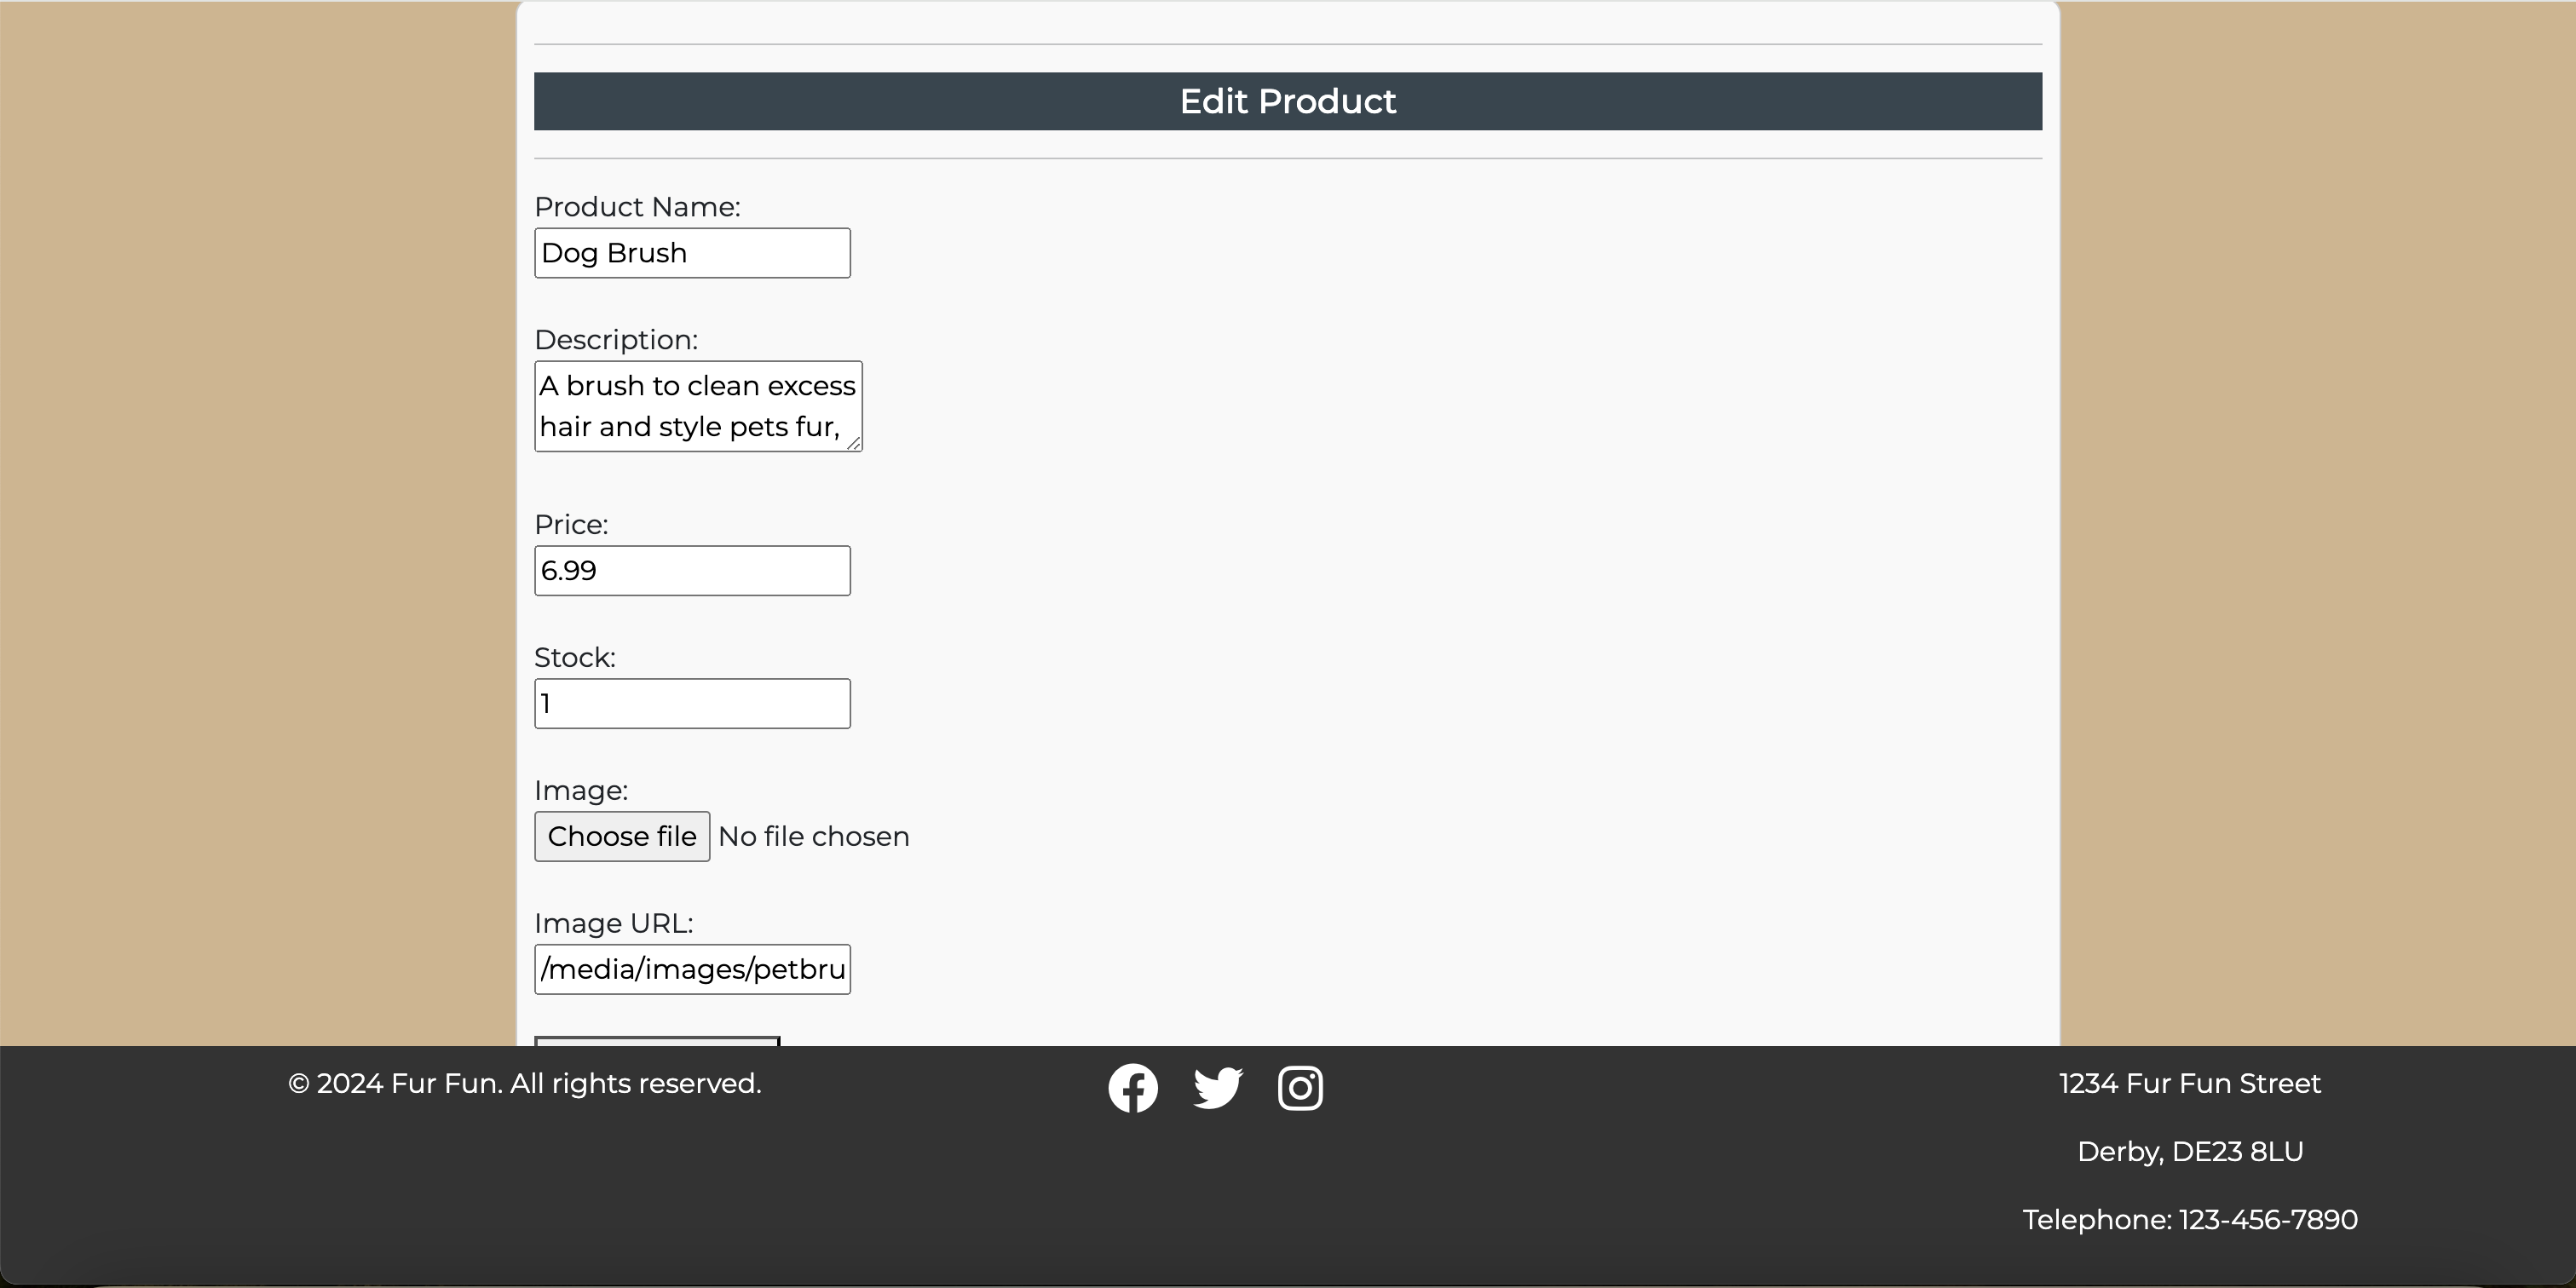 Edit Product
Product Name:
Dog Brush
Description:
A brush to clean excess
hair and style pets fur,
Price:
6.99
Stock:
1
Image:
Choose file No file chosen
Image URL:
/media/images/petbru
© 2024 Fur Fun. All rights reserved.
1234 Fur Fun Street
Derby, DE23 8LU
Telephone: 123-456-7890